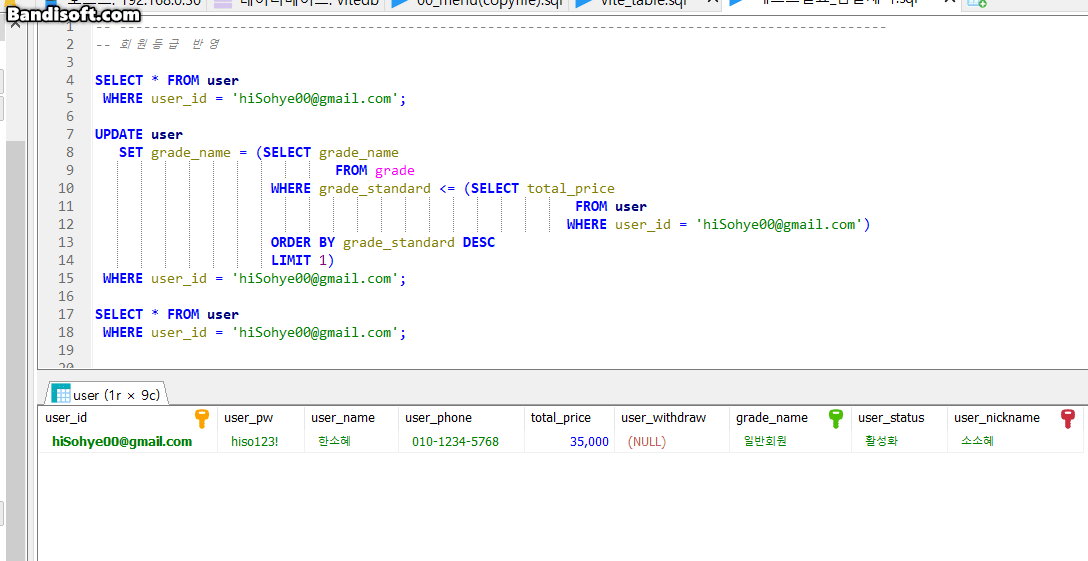 Bandisoft.com
192.168.0.30
vitedb
00_menu(copyfile).sql
vite_table.sql
1 -- ----------------------------------------------------------------------------------
2 -- 회원등급 반영
3
4 SELECT * FROM user
5 WHERE user_id = 'hiSohye00@gmail.com';
6
7 UPDATE user
8 SET grade_name = (SELECT grade_name
9 FROM grade
10 WHERE grade_standard <= (SELECT total_price
11 FROM user
12 WHERE user_id = 'hiSohye00@gmail.com')
13 ORDER BY grade_standard DESC
14 LIMIT 1)
15 WHERE user_id = 'hiSohye00@gmail.com';
16
17 SELECT * FROM user
18 WHERE user_id = 'hiSohye00@gmail.com';
19
20
user (1r × 9c)
user_id user_pw user_name user_phone total_price user_withdraw grade_name user_status user_nickname
hiSohye00@gmail.com hiso123! 한소혜 010-1234-5768 35,000 (NULL) 일반회원 활성화 소소혜